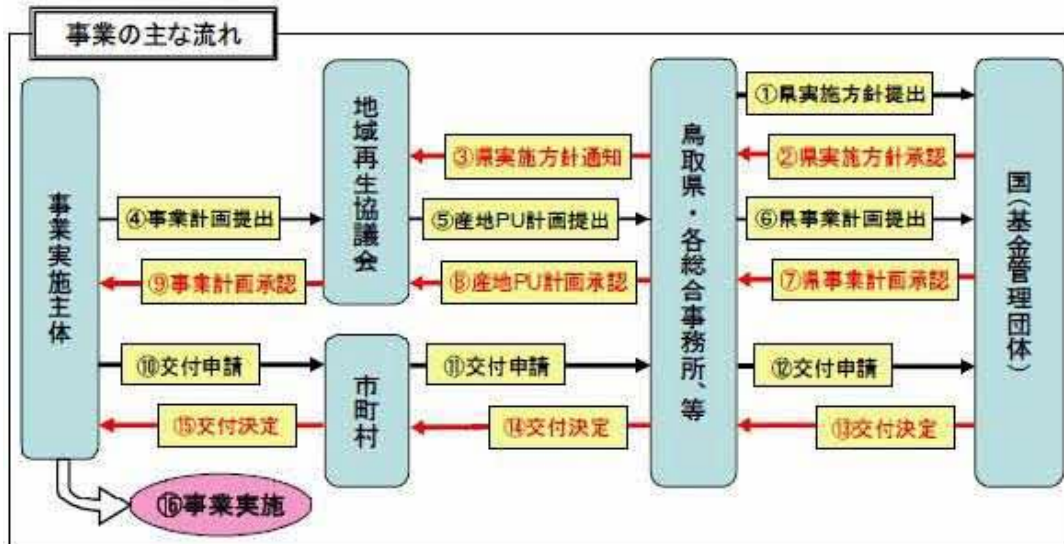 事業の主な流れ
事業実施主体
地域再生協議会
鳥取県・各総合事務所、等
国(基金管理団体)
①県実施方針提出
③県実施方針通知
②県実施方針承認
④事業計画提出
⑤産地PU計画提出
⑥県事業計画提出
⑨事業計画承認
⑧産地PU計画承認
⑦県事業計画承認
市町村
⑩交付申請
⑪交付申請
⑫交付申請
⑮交付決定
⑭交付決定
⑬交付決定
⑯事業実施